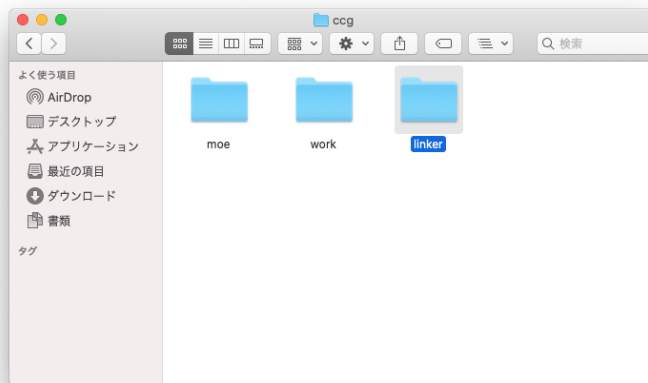 ccg
検索
よく使う項目
AirDrop
デスクトップ
アプリケーション
最近の項目
ダウンロード
書類
タグ
moe
work
linker